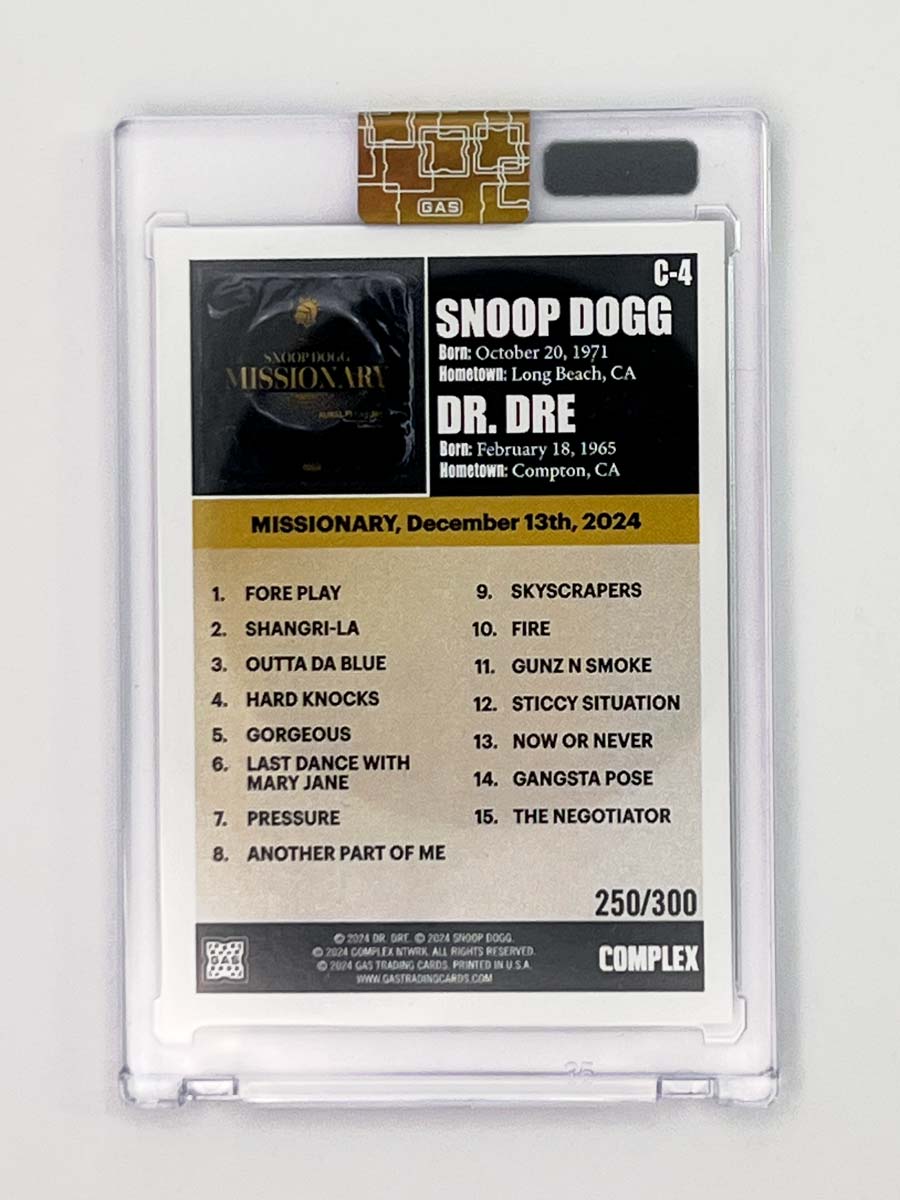 GAS
C-4
SNOOP DOGG
Born: October 20, 1971
Hometown: Long Beach, CA
DR. DRE
Born: February 18, 1965
Hometown: Compton, CA
SNOOP DOGG
MISSIONARY
MISSIONARY, December 13th, 2024
1. FORE PLAY
2. SHANGRI-LA
3. OUTTA DA BLUE
4. HARD KNOCKS
5. GORGEOUS
6. LAST DANCE WITH
MARY JANE
7. PRESSURE
8. ANOTHER PART OF ME
9. SKYSCRAPERS
10. FIRE
11. GUNZ N SMOKE
12. STICCY SITUATION
13. NOW OR NEVER
14. GANGSTA POSE
15. THE NEGOTIATOR
250/300
GAS
© 2024 DR. DRE. © 2024 SNOOP DOGG.
© 2024 COMPLEX NTWRK. ALL RIGHTS RESERVED.
© 2024 GAS TRADING CARDS. PRINTED IN U.S.A.
WWW.GASTRADINGCARDS.COM
COMPLEX